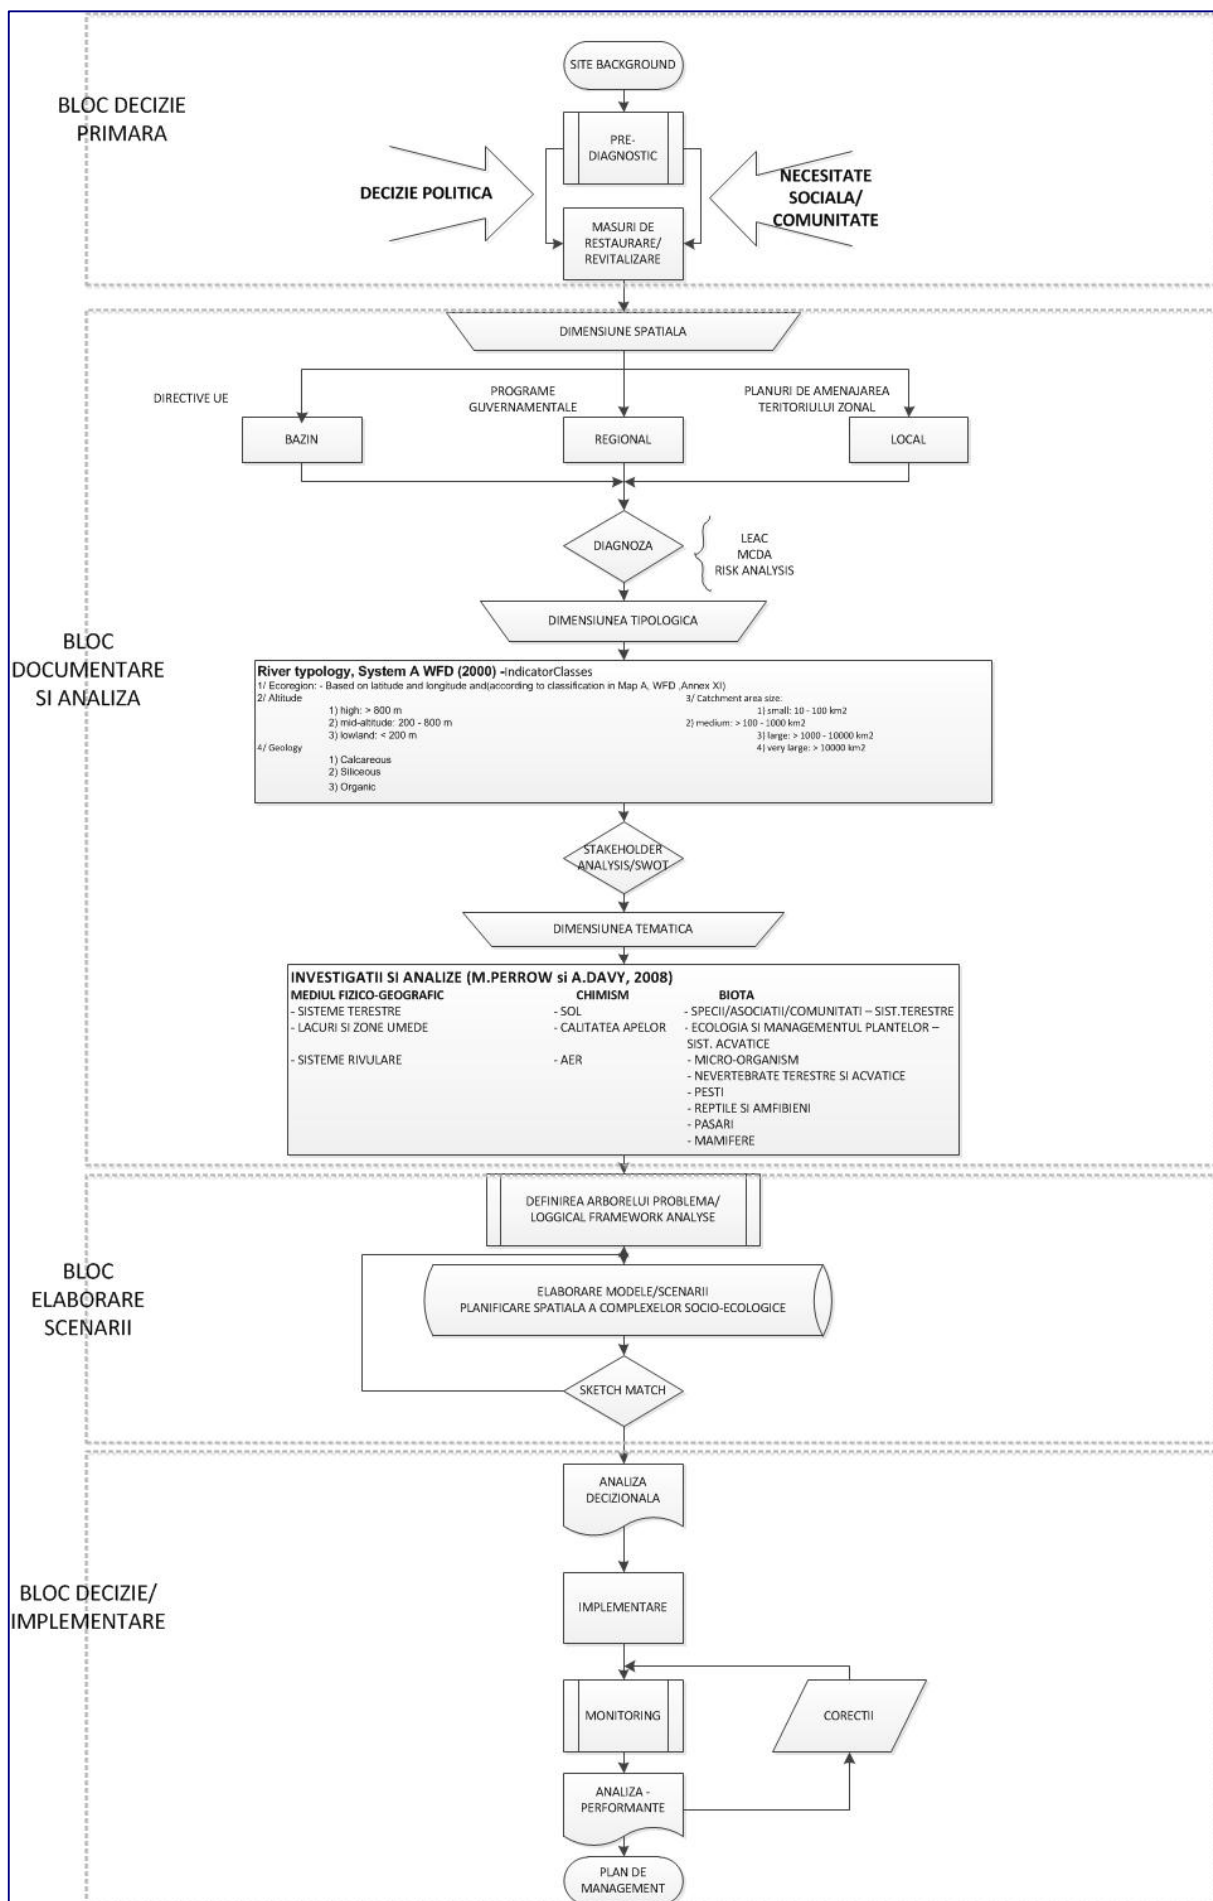 BLOC DECIZIE
PRIMARA
SITE BACKGROUND
PRE-
DIAGNOSTIC
DECIZIE POLITICA
NECESITATE
SOCIALA/
COMUNITATE
MASURI DE
RESTAURARE/
REVITALIZARE
DIMENSIUNE SPATIALA
DIRECTIVE UE
PROGRAME
GUVERNAMENTALE
PLANURI DE AMENAJAREA
TERITORIULUI ZONAL
BAZIN
REGIONAL
LOCAL
DIAGNOZA
LEAC
MCDA
RISK ANALYSIS
DIMENSIUNEA TIPOLOGICA
BLOC
DOCUMENTARE
SI ANALIZA
River typology, System A WFD (2000) -IndicatorClasses
1/ Ecoregion: - Based on latitude and longitude and(according to classification in Map A, WFD ,Annex XI)
2/ Altitude
1) high: > 800 m
2) mid-altitude: 200 - 800 m
3) lowland: < 200 m
3/ Catchment area size:
1) small: 10 - 100 km2
2) medium: > 100 - 1000 km2
3) large: > 1000 - 10000 km2
4) very large: > 10000 km2
4/ Geology
1) Calcareous
2) Siliceous
3) Organic
STAKEHOLDER
ANALYSIS/SWOT
DIMENSIUNEA TEMATICA
INVESTIGATII SI ANALIZE (M.PERROW si A.DAVY, 2008)
MEDIUL FIZICO-GEOGRAFIC
- SISTEME TERESTRE
- LACURI SI ZONE UMEDE
- SISTEME RIVULARE
CHIMISM
- SOL
- CALITATEA APELOR
- AER
BIOTA
- SPECII/ASOCIATII/COMUNITATI – SIST.TERESTRE
- ECOLOGIA SI MANAGEMENTUL PLANTELOR –
SIST. ACVATICE
- MICRO-ORGANISM
- NEVERTEBRATE TERESTRE SI ACVATICE
- PESTI
- REPTILE SI AMFIBIENI
- PASARI
- MAMIFERE
BLOC
ELABORARE
SCENARII
DEFINIREA ARBORELUI PROBLEMA/
LOGGICAL FRAMEWORK ANALYSE
ELABORARE MODELE/SCENARII
PLANIFICARE SPATIALA A COMPLEXELOR SOCIO-ECOLOGICE
SKETCH MATCH
BLOC DECIZIE/
IMPLEMENTARE
ANALIZA
DECIZIONALA
IMPLEMENTARE
MONITORING
CORECTII
ANALIZA -
PERFORMANTE
PLAN DE
MANAGEMENT